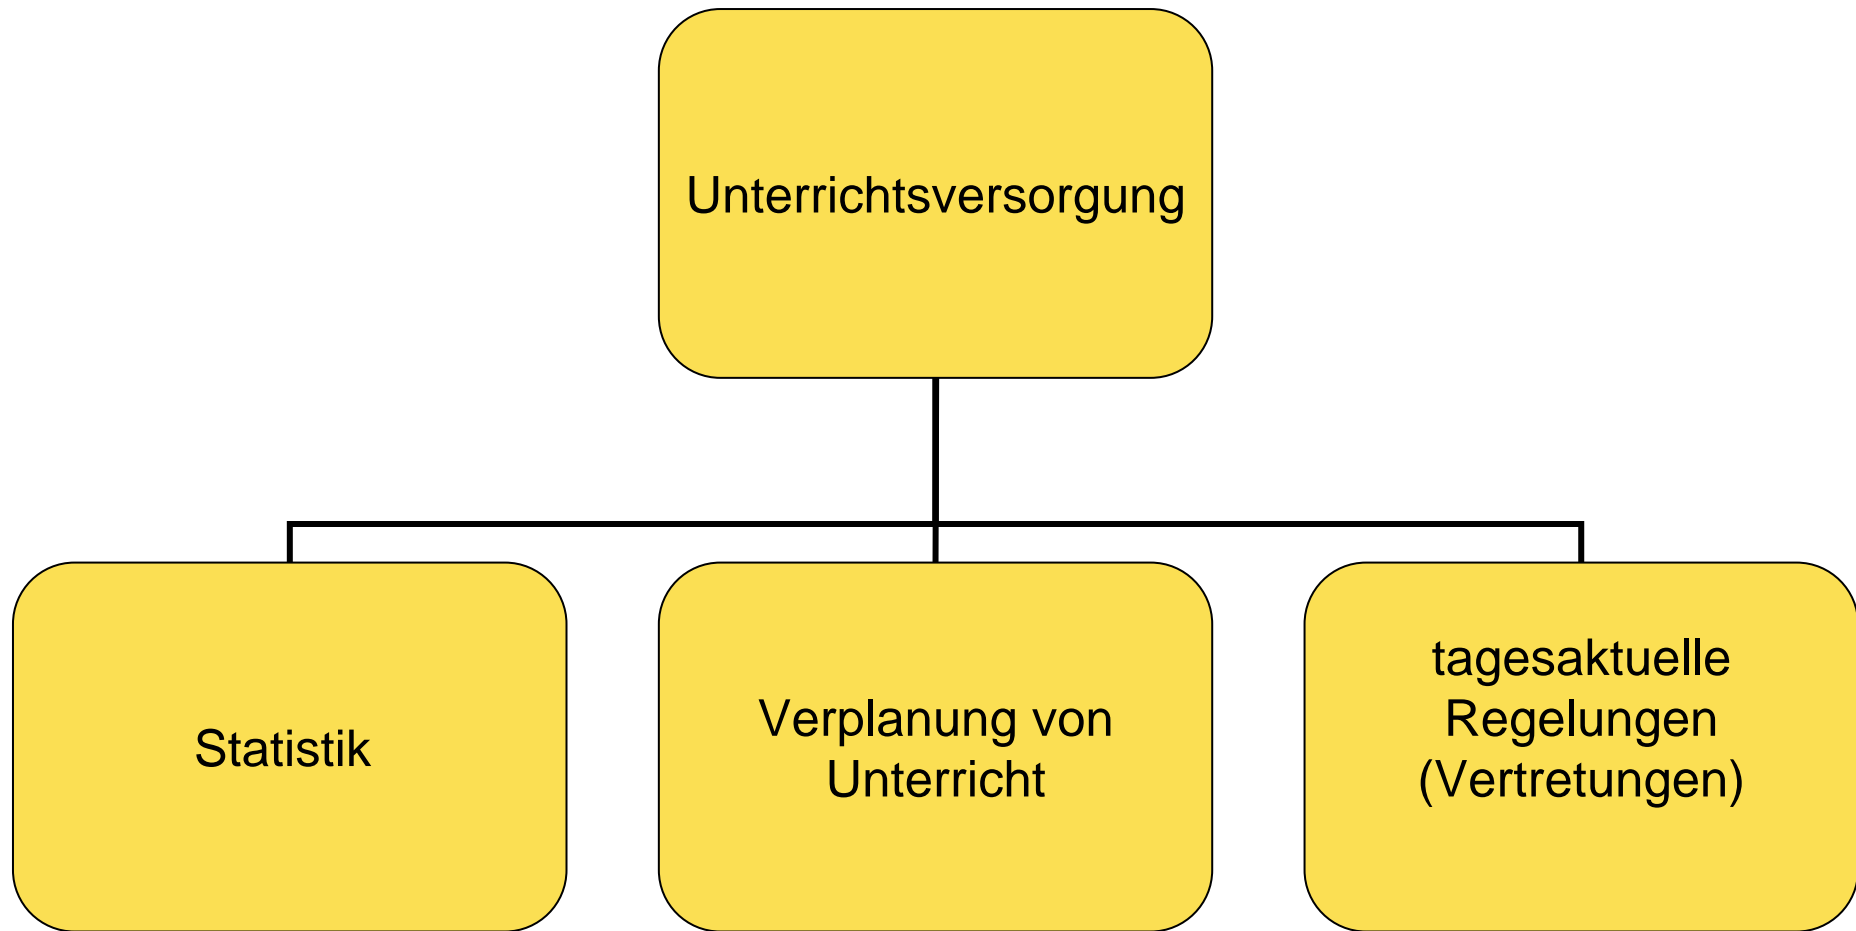 Unterrichtsversorgung
Statistik
Verplanung von
Unterricht
tagesaktuelle
Regelungen
(Vertretungen)